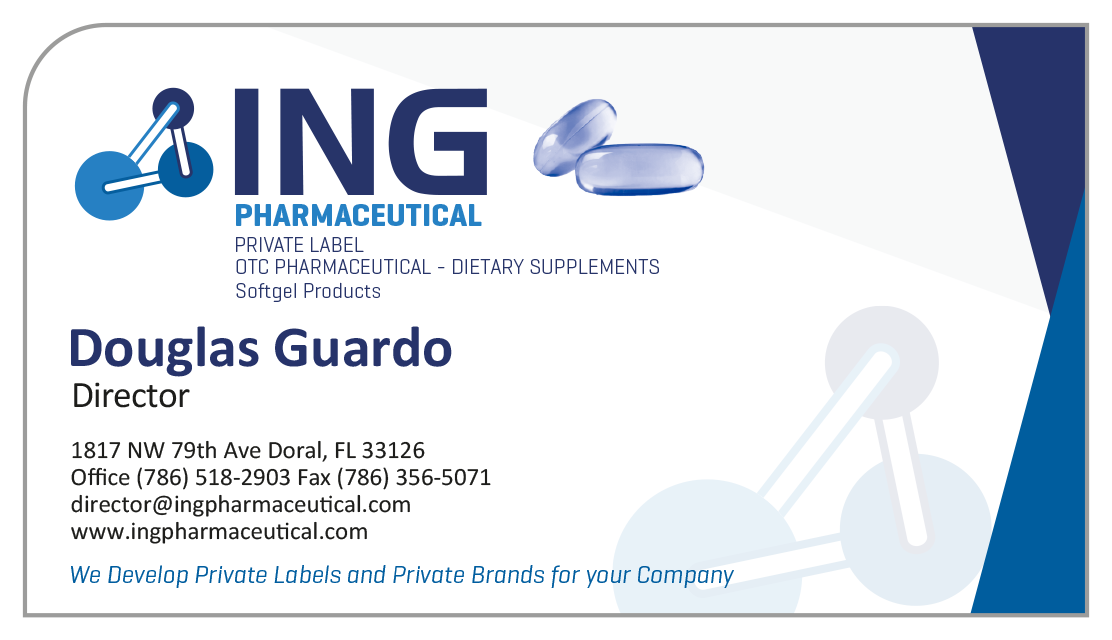 ING
PHARMACEUTICAL
PRIVATE LABEL
OTC PHARMACEUTICAL - DIETARY SUPPLEMENTS
Softgel Products
Douglas Guardo
Director
1817 NW 79th Ave Doral, FL 33126
Office (786) 518-2903 Fax (786) 356-5071
director@ingpharmaceutical.com
www.ingpharmaceutical.com
We Develop Private Labels and Private Brands for your Company